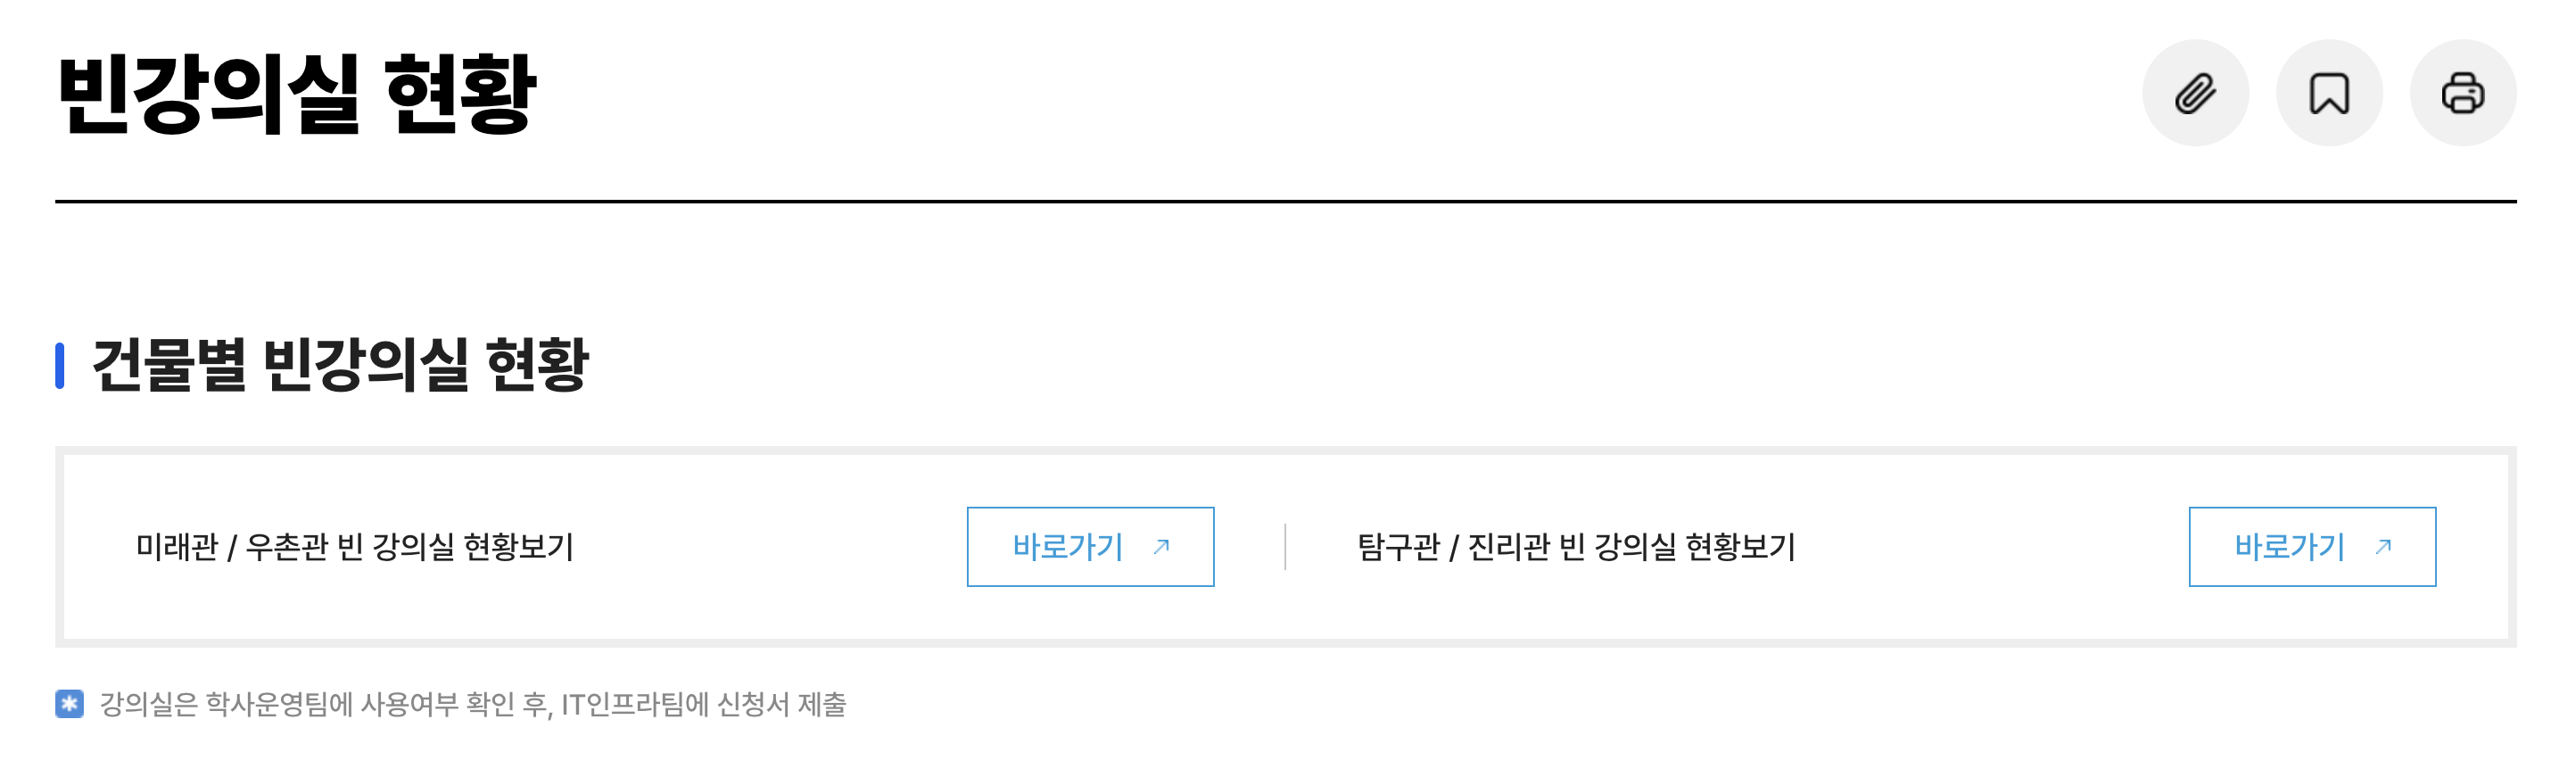 빈강의실 현황
건물별 빈강의실 현황
미래관 / 우촌관 빈 강의실 현황보기 바로가기 탐구관 / 진리관 빈 강의실 현황보기 바로가기
강의실은 학사운영팀에 사용여부 확인 후, IT인프라팀에 신청서 제출